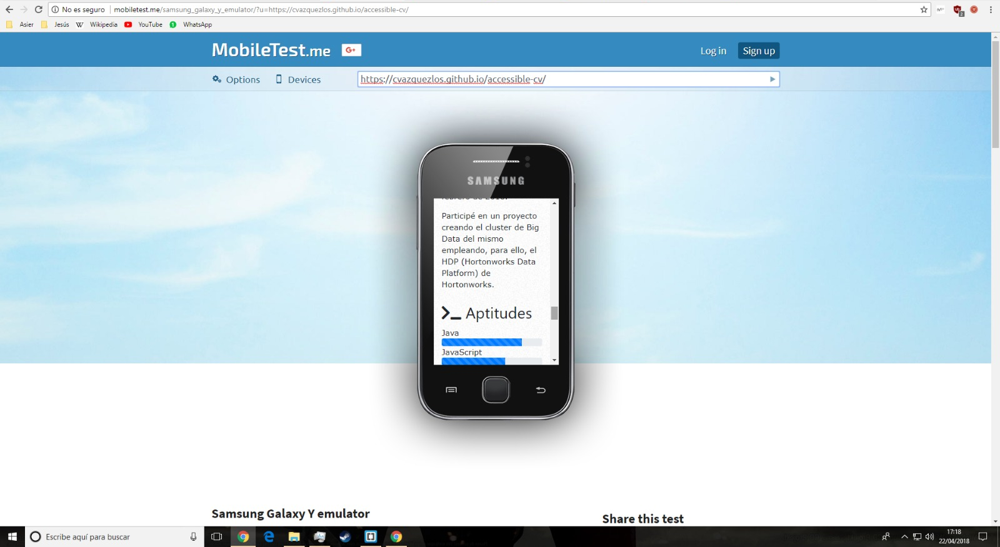 No es seguro
mobiletest.me/samsung_galaxy_y_emulator/?u=https://cvazquezlos.github.io/accessible-cv/
2
Asier
Jesús
W
Wikipedia
YouTube
1
WhatsApp
MobileTest.me
G+
Log in
Sign up
Options
Devices
https://cvazquezlos.github.io/accessible-cv/
SAMSUNG
Participé en un proyecto
creando el cluster de Big
Data del mismo
empleando, para ello, el
HDP (Hortonworks Data
Platform) de
Hortonworks.
Aptitudes
Java
JavaScript
Samsung Galaxy Y emulator
Share this test
Escribe aquí para buscar
17:18
22/04/2018